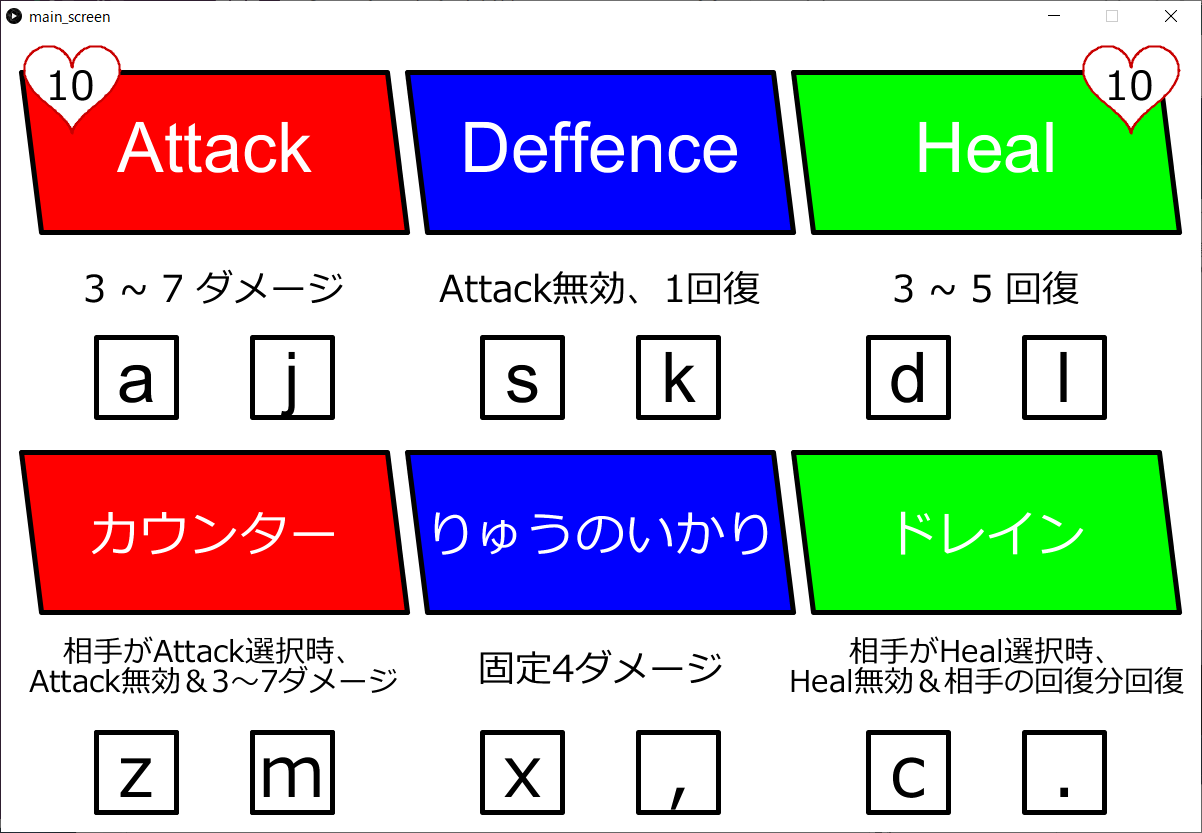 main_screen
10
10
Attack
Deffence
Heal
3 ~ 7 ダメージ
Attack無効、1回復
3 ~ 5 回復
a
j
s
k
d
l
カウンター
りゅうのいかり
ドレイン
相手がAttack選択時、
Attack無効＆3～7ダメージ
固定4ダメージ
相手がHeal選択時、
Heal無効＆相手の回復分回復
z
m
x
,
c
.